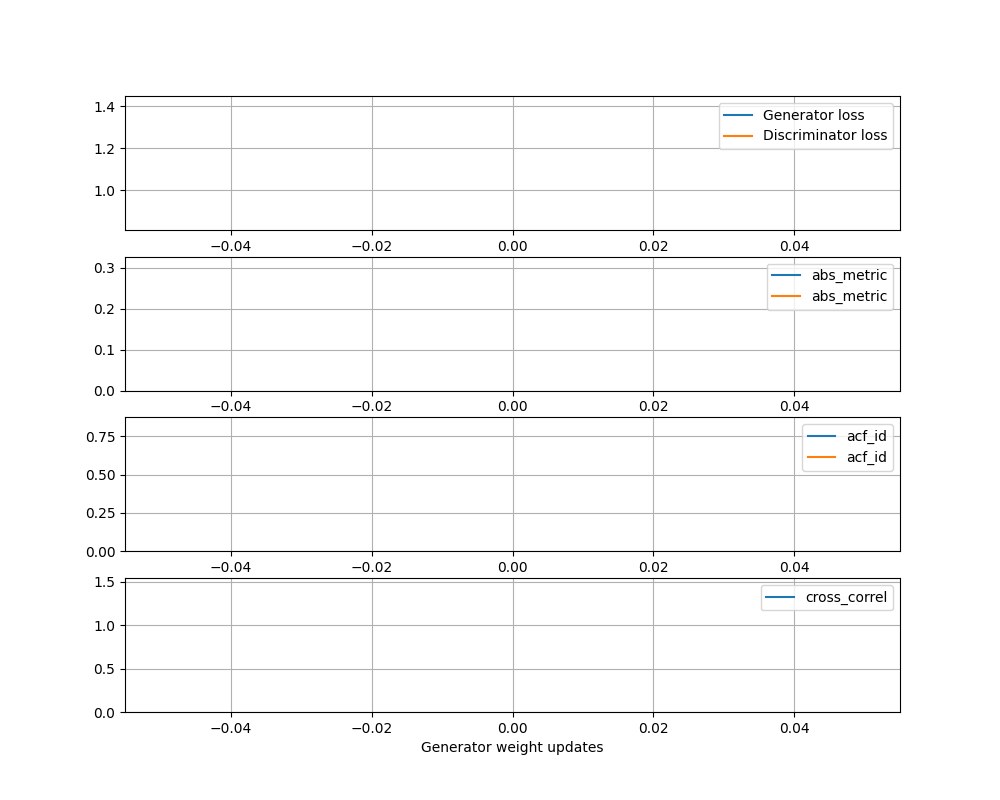 1.4
1.2
1.0
Generator loss
Discriminator loss
−0.04 −0.02 0.00 0.02 0.04
0.3
0.2
0.1
0.0
abs_metric
abs_metric
−0.04 −0.02 0.00 0.02 0.04
0.75
0.50
0.25
0.00
acf_id
acf_id
−0.04 −0.02 0.00 0.02 0.04
1.5
1.0
0.5
0.0
cross_correl
−0.04 −0.02 0.00 0.02 0.04
Generator weight updates